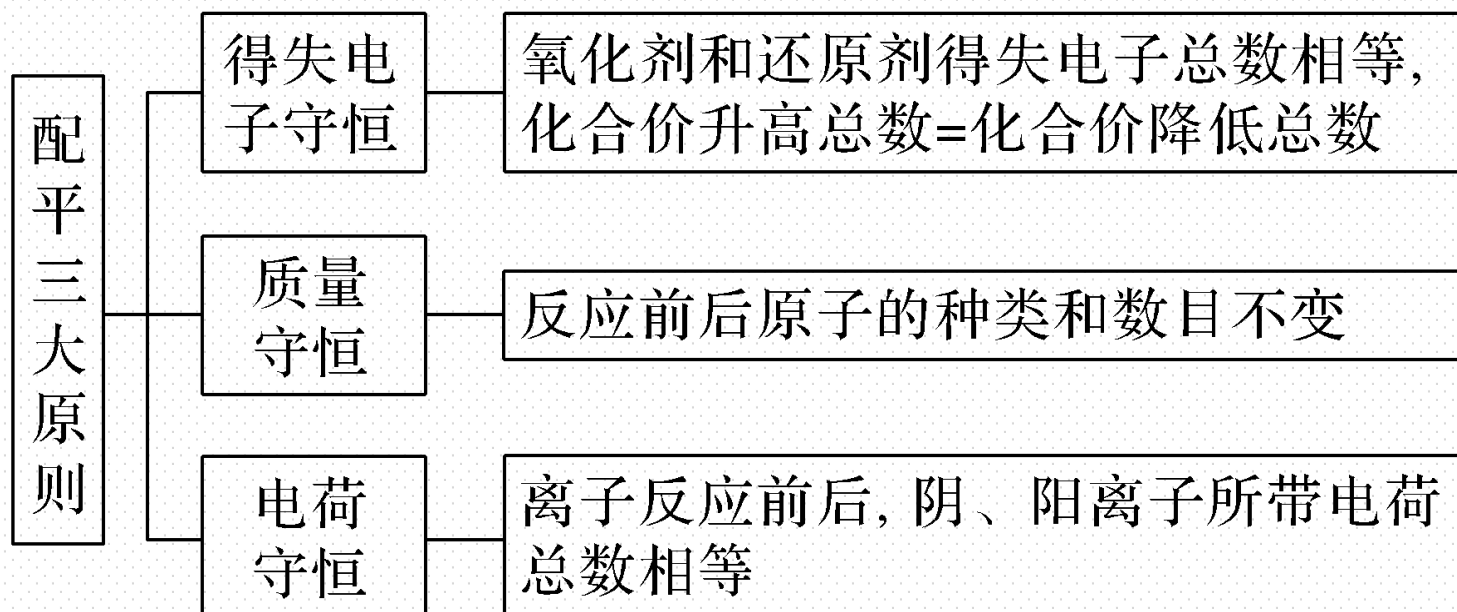 配平三大原则
得失电
子守恒
氧化剂和还原剂得失电子总数相等,
化合价升高总数=化合价降低总数
质量
守恒
反应前后原子的种类和数目不变
电荷
守恒
离子反应前后, 阴、阳离子所带电荷
总数相等